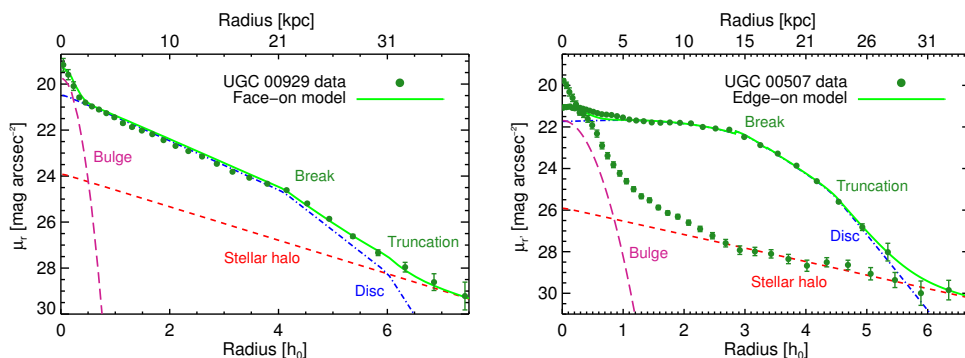 Radius [kpc]
0 10 21 31
UGC 00929 data
Face-on model
Bulge
Break
Stellar halo
Truncation
Disc
20
22
24
26
28
30
μr' [mag arcsec⁻²]
0 2 4 6
Radius [h₀]
Radius [kpc]
0 5 10 15 21 26 31
UGC 00507 data
Edge-on model
Break
Truncation
Disc
Bulge
Stellar halo
20
22
24
26
28
30
μr' [mag arcsec⁻²]
0 1 2 3 4 5 6
Radius [h₀]